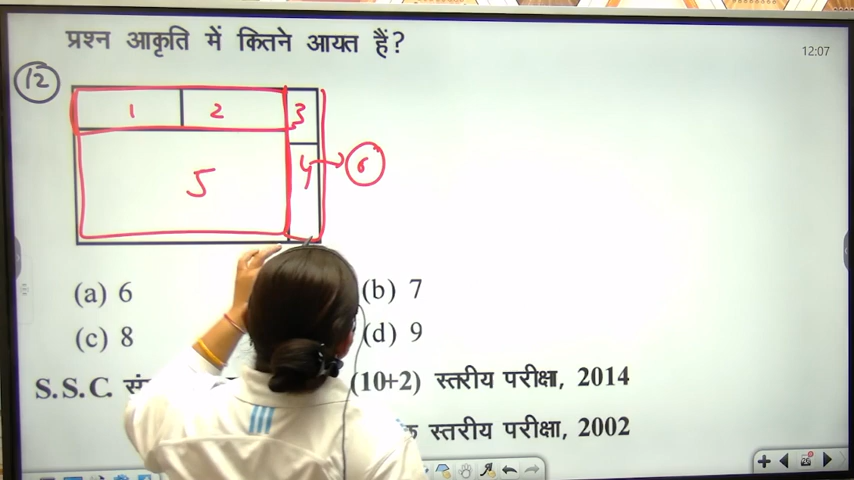 प्रश्न आकृति में कितने आयत हैं?
12:07
12
1 2 3
4 6
5
(a) 6 (b) 7
(c) 8 (d) 9
S.S.C. (10+2) स्तरीय परीक्षा, 2014
स्तरीय परीक्षा, 2002